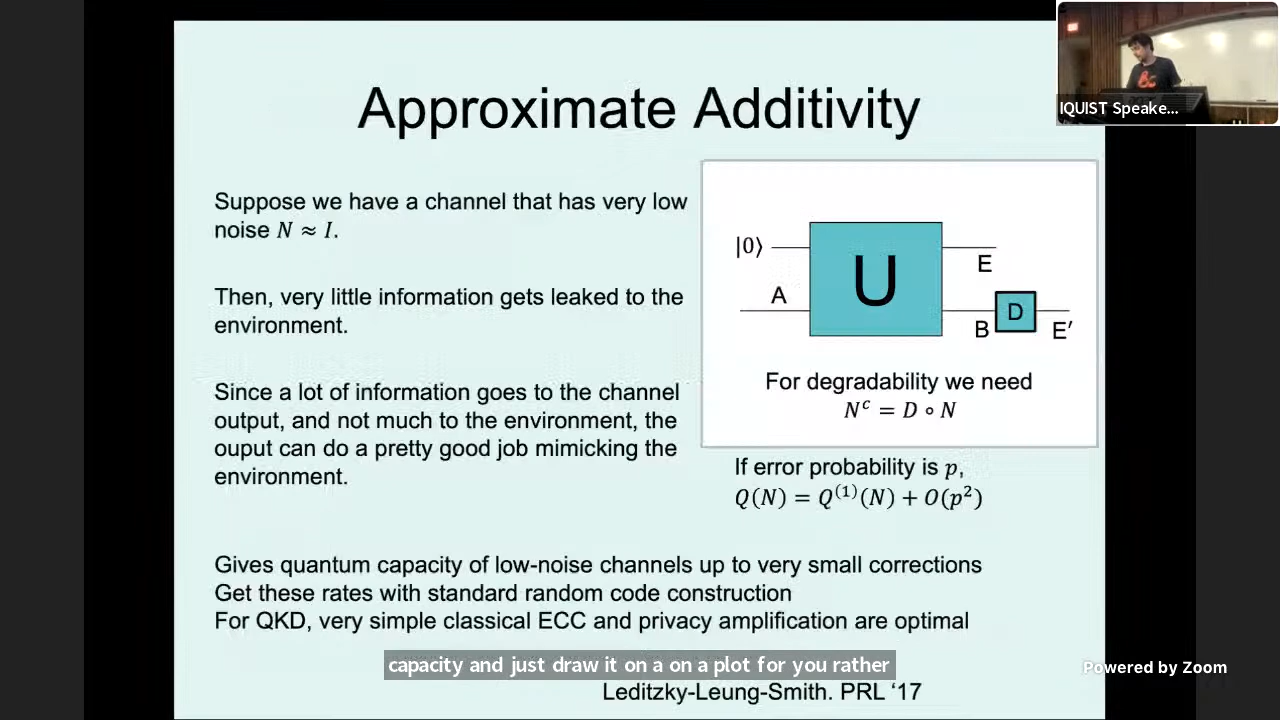 Approximate Additivity
IQUIST Speake...
Suppose we have a channel that has very low
noise N ≈ I.
Then, very little information gets leaked to the
environment.
Since a lot of information goes to the channel
output, and not much to the environment, the
ouput can do a pretty good job mimicking the
environment.
|0⟩
A
U
E
B
D
E′
For degradability we need
Nᶜ = D ∘ N
If error probability is p,
Q(N) = Q⁽¹⁾(N) + O(p²)
Gives quantum capacity of low-noise channels up to very small corrections
Get these rates with standard random code construction
For QKD, very simple classical ECC and privacy amplification are optimal
capacity and just draw it on a on a plot for you rather
Leditzky-Leung-Smith. PRL ‘17
Powered by Zoom